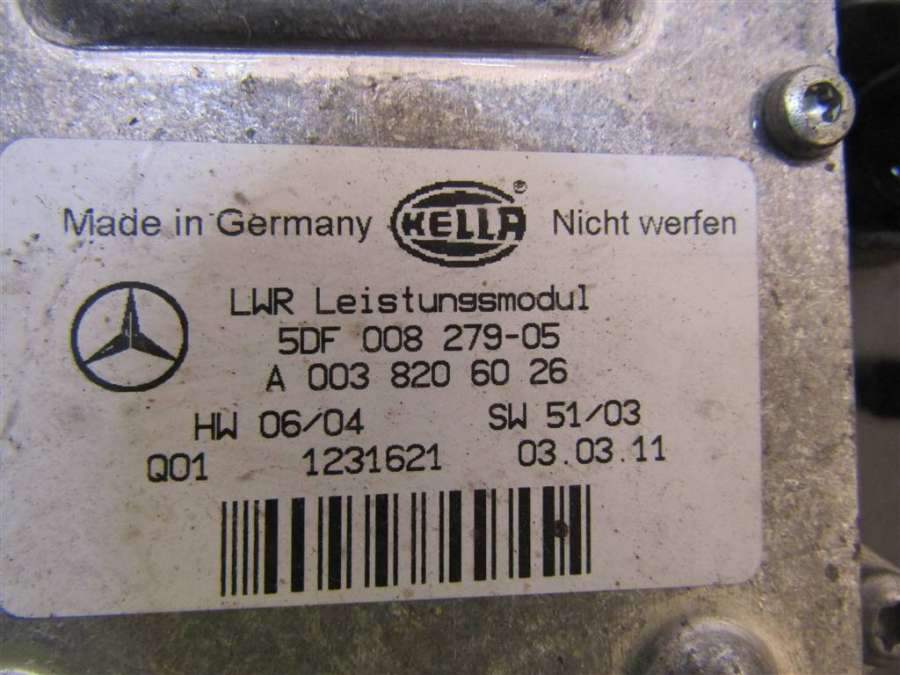 Made in Germany HELLA® Nicht werfen
LWR Leistungsmodul
5DF 008 279-05
A 003 820 60 26
HW 06/04 SW 51/03
Q01 1231621 03.03.11